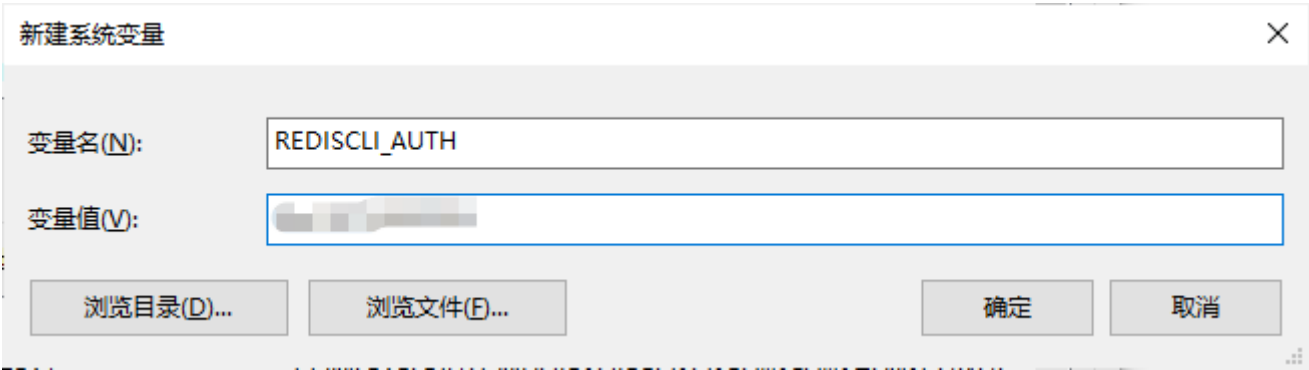 新建系统变量
变量名(N):
REDISCLI_AUTH
变量值(V):
浏览目录(D)...
浏览文件(F)...
确定
取消